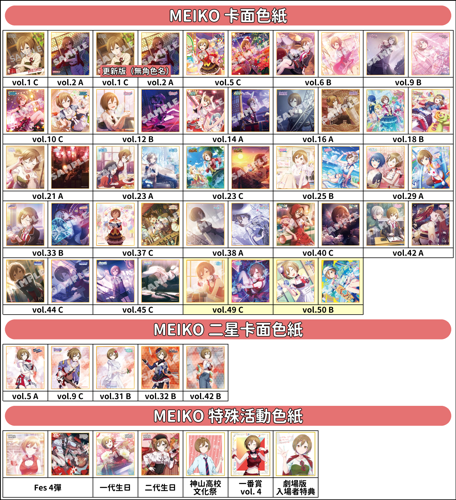 MEIKO 卡面色紙
SAMPLE
更新版（無角色名）
vol.1 C vol.2 A vol.1 C vol.2 A vol.5 C vol.6 B vol.9 B
vol.10 C vol.12 B vol.14 A vol.16 A vol.18 B
vol.21 A vol.23 A vol.23 C vol.25 B vol.29 A
vol.33 B vol.37 C vol.38 A vol.40 C vol.42 A
vol.44 C vol.45 C vol.49 C vol.50 B
MEIKO 二星卡面色紙
vol.5 A vol.9 C vol.31 B vol.32 B vol.42 B
MEIKO 特殊活動色紙
Fes 4彈 一代生日 二代生日 神山高校 一番賞 劇場版
文化祭 vol. 4 入場者特典